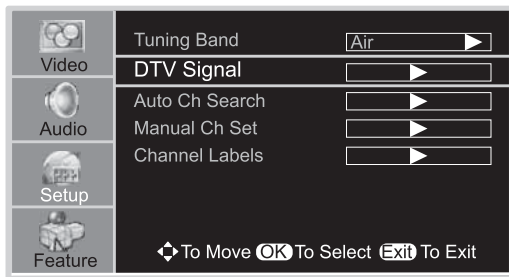 Video
Audio
Setup
Feature
Tuning Band Air
DTV Signal
Auto Ch Search
Manual Ch Set
Channel Labels
To Move OK To Select Exit To Exit